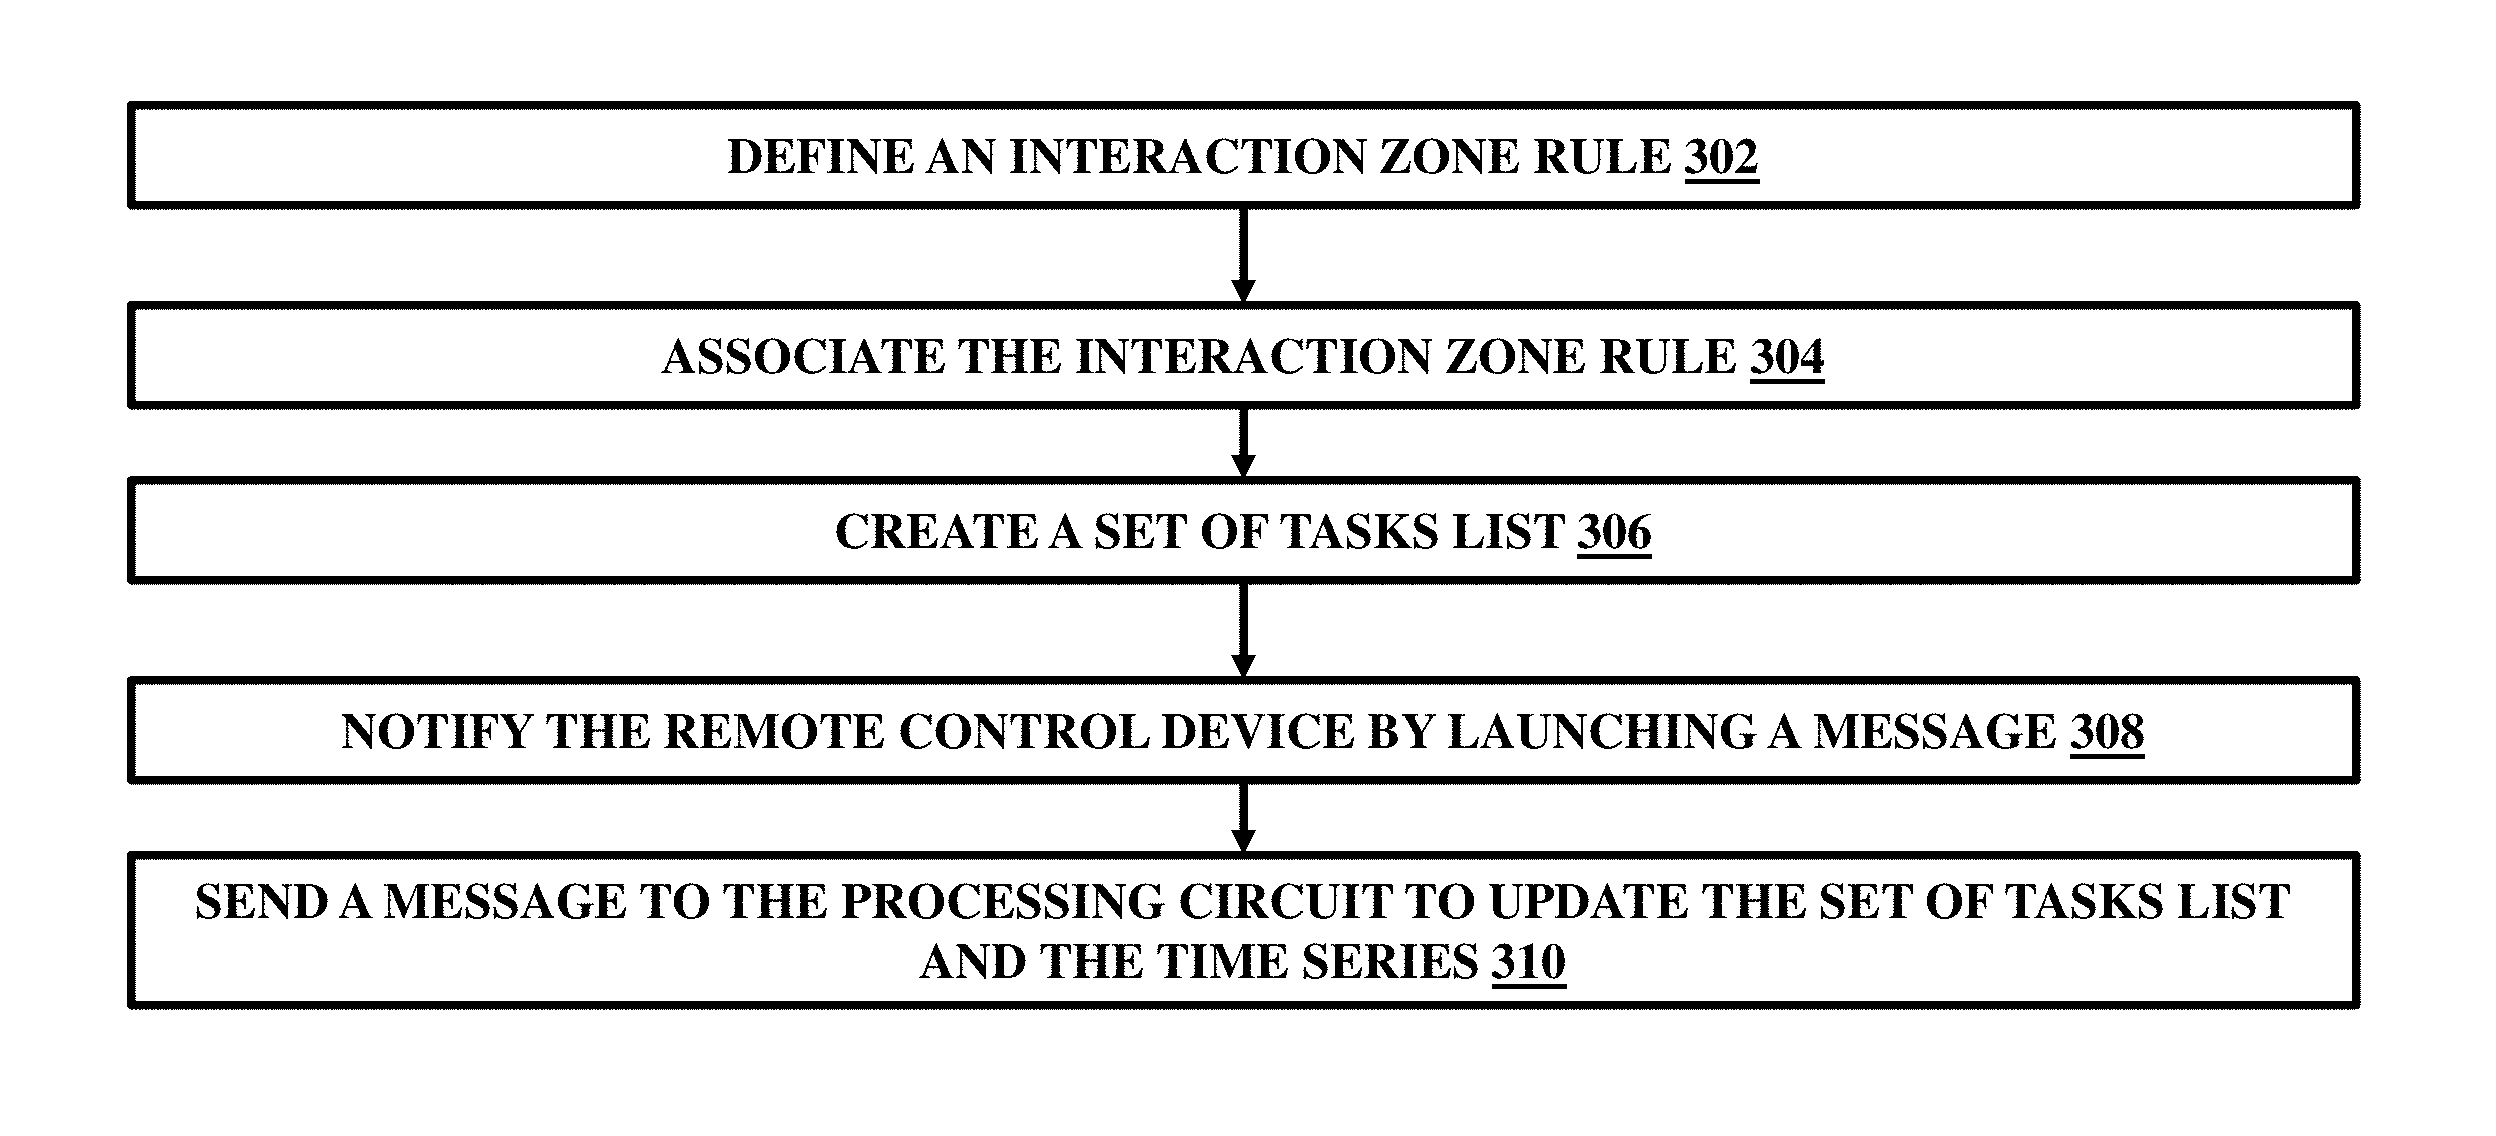 DEFINE AN INTERACTION ZONE RULE 302
ASSOCIATE THE INTERACTION ZONE RULE 304
CREATE A SET OF TASKS LIST 306
NOTIFY THE REMOTE CONTROL DEVICE BY LAUNCHING A MESSAGE 308
SEND A MESSAGE TO THE PROCESSING CIRCUIT TO UPDATE THE SET OF TASKS LIST
AND THE TIME SERIES 310